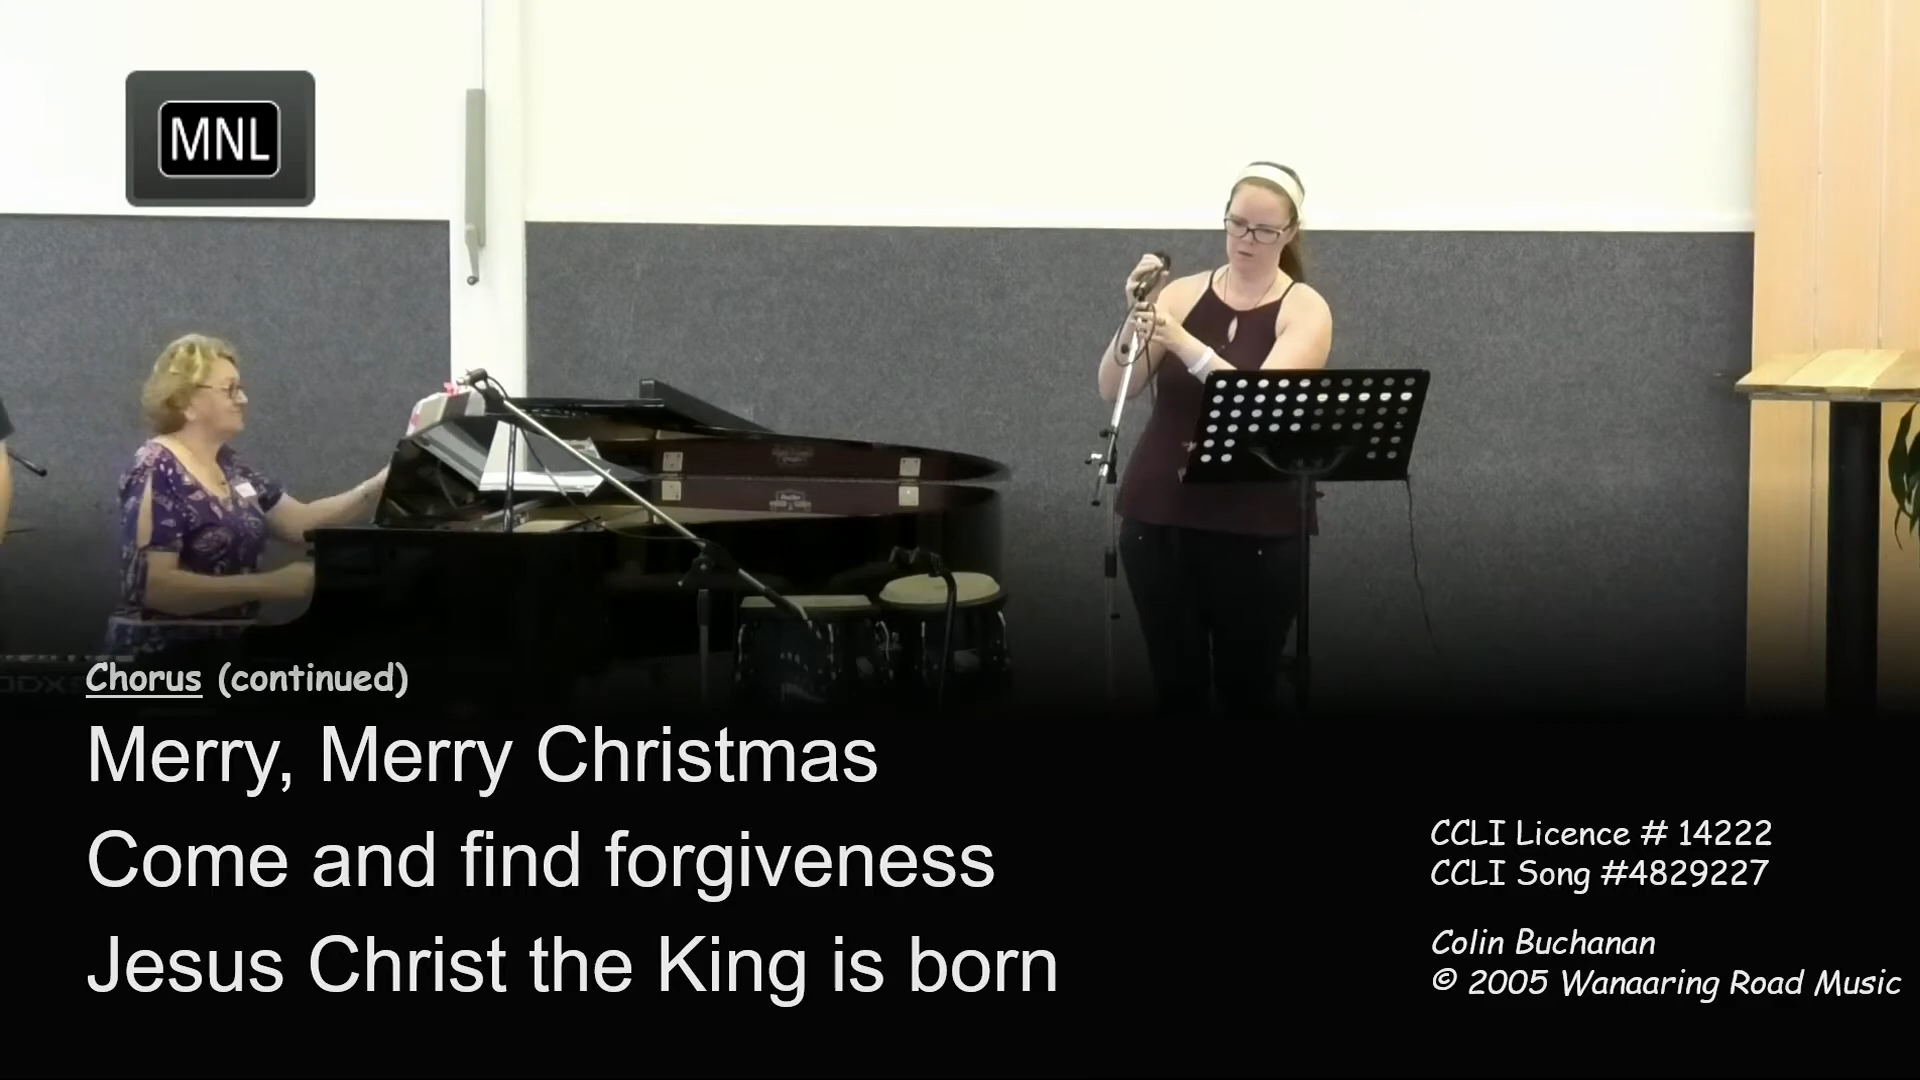 MNL
Chorus (continued)
Merry, Merry Christmas
Come and find forgiveness
Jesus Christ the King is born
CCLI Licence # 14222
CCLI Song #4829227
Colin Buchanan
© 2005 Wanaaring Road Music